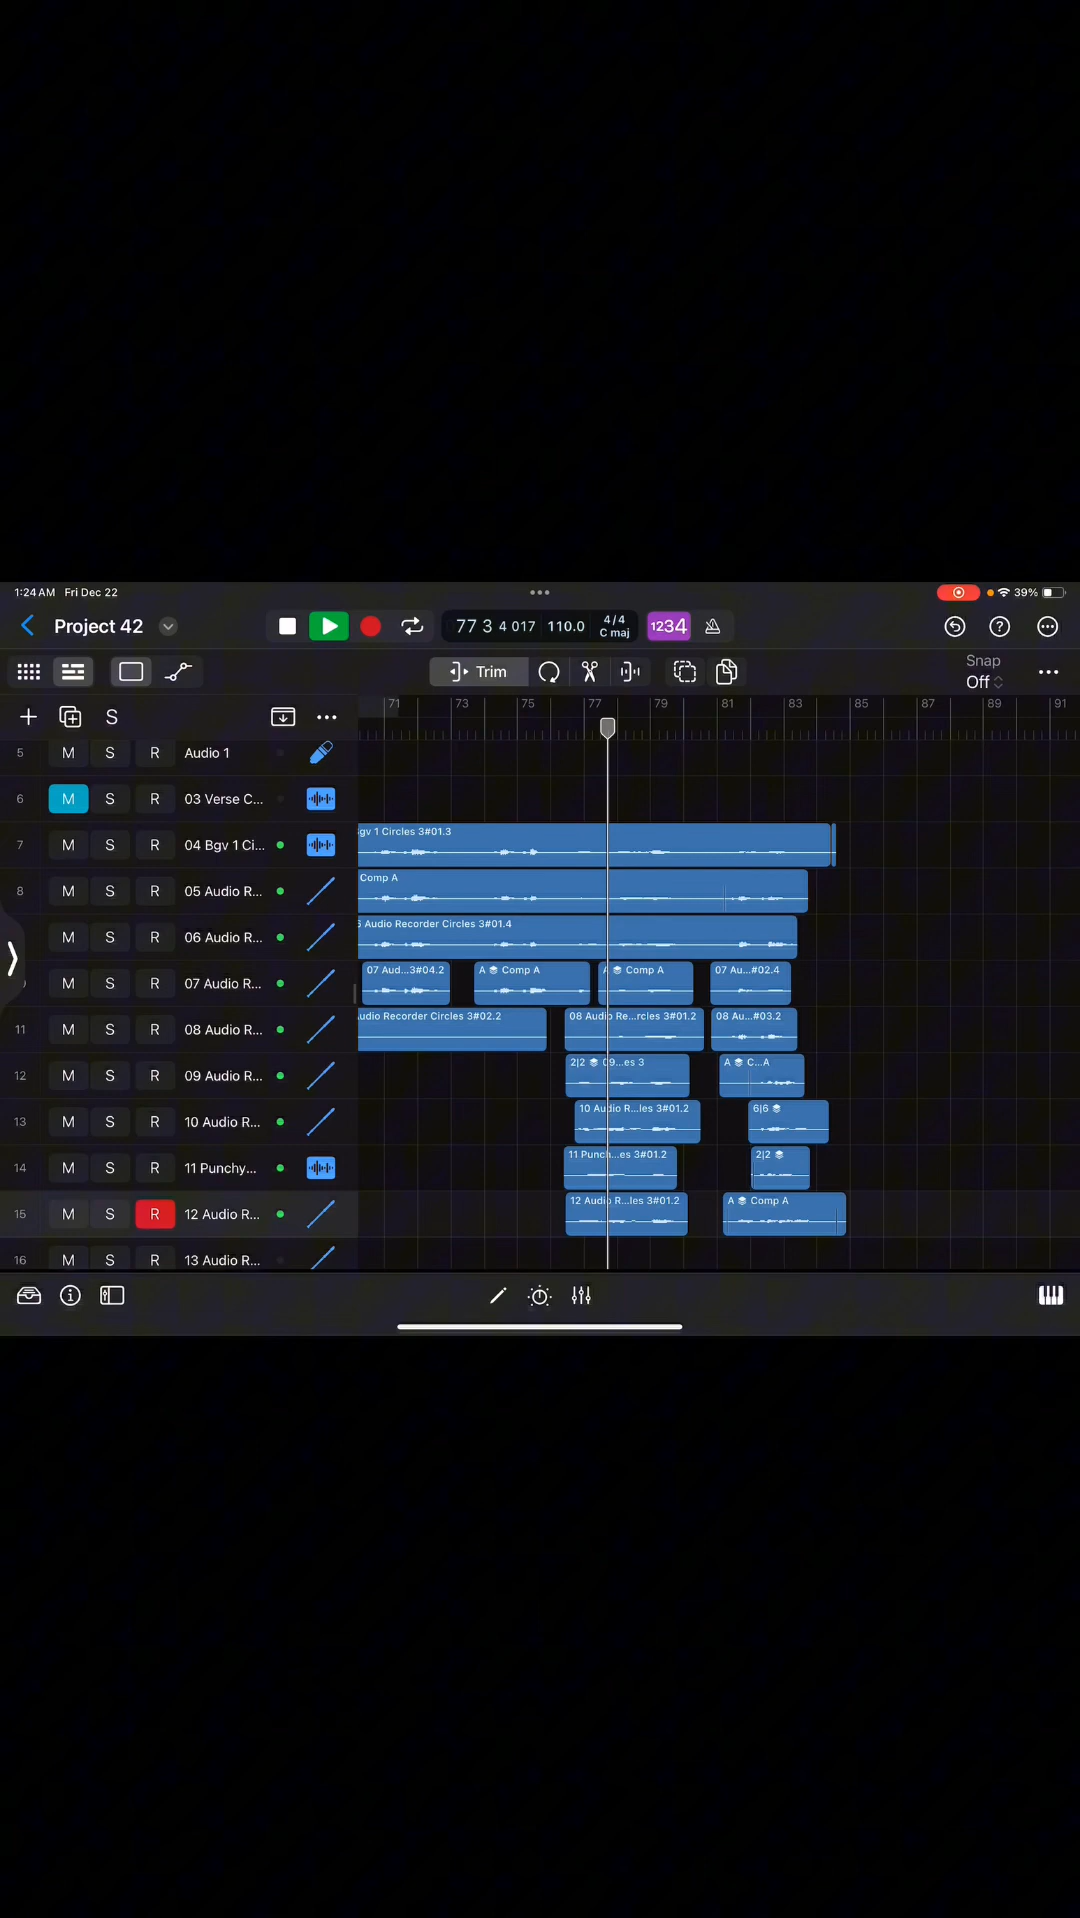 1:24 AM Fri Dec 22
39%
Project 42
77 3 4 017 110.0 4/4 C maj
1234
Trim
Snap
Off
S
71 73 75 77 79 81 83 85 87 89 91
5 M S R Audio 1
6 M S R 03 Verse C...
7 M S R 04 Bgv 1 Ci...
gv 1 Circles 3#01.3
8 M S R 05 Audio R...
Comp A
06 Audio R...
M S R
Audio Recorder Circles 3#01.4
M S R 07 Audio R...
07 Aud...3#04.2 A Comp A A Comp A 07 Au...#02.4
11 M S R 08 Audio R...
udio Recorder Circles 3#02.2 08 Audio Re...rcles 3#01.2 08 Au...#03.2
12 M S R 09 Audio R...
2|2 09...es 3 A C...A
13 M S R 10 Audio R...
10 Audio R...les 3#01.2 6|6
14 M S R 11 Punchy...
11 Punch...es 3#01.2 2|2
15 M S R 12 Audio R...
12 Audio R...les 3#01.2 A Comp A
16 M S R 13 Audio R...